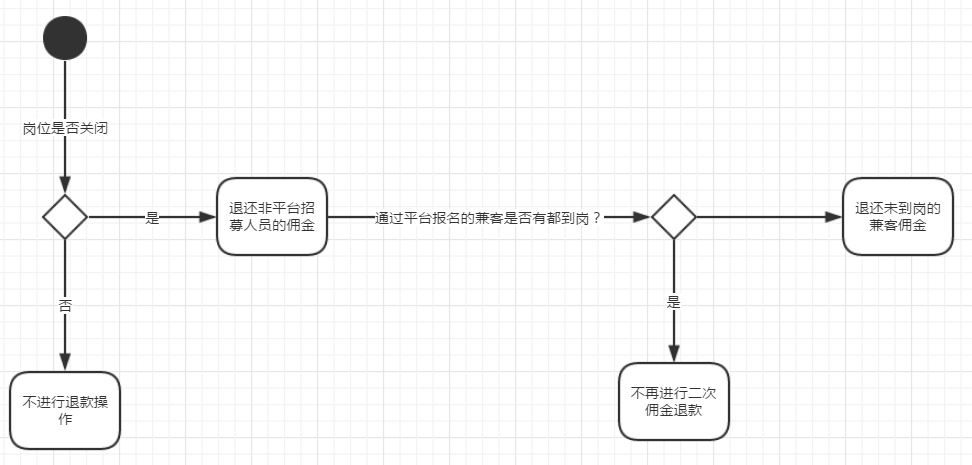 岗位是否关闭
是
退还非平台招
募人员的佣金
通过平台报名的兼客是否有都到岗？
退还未到岗的
兼客佣金
否
是
不进行退款操
作
不再进行二次
佣金退款